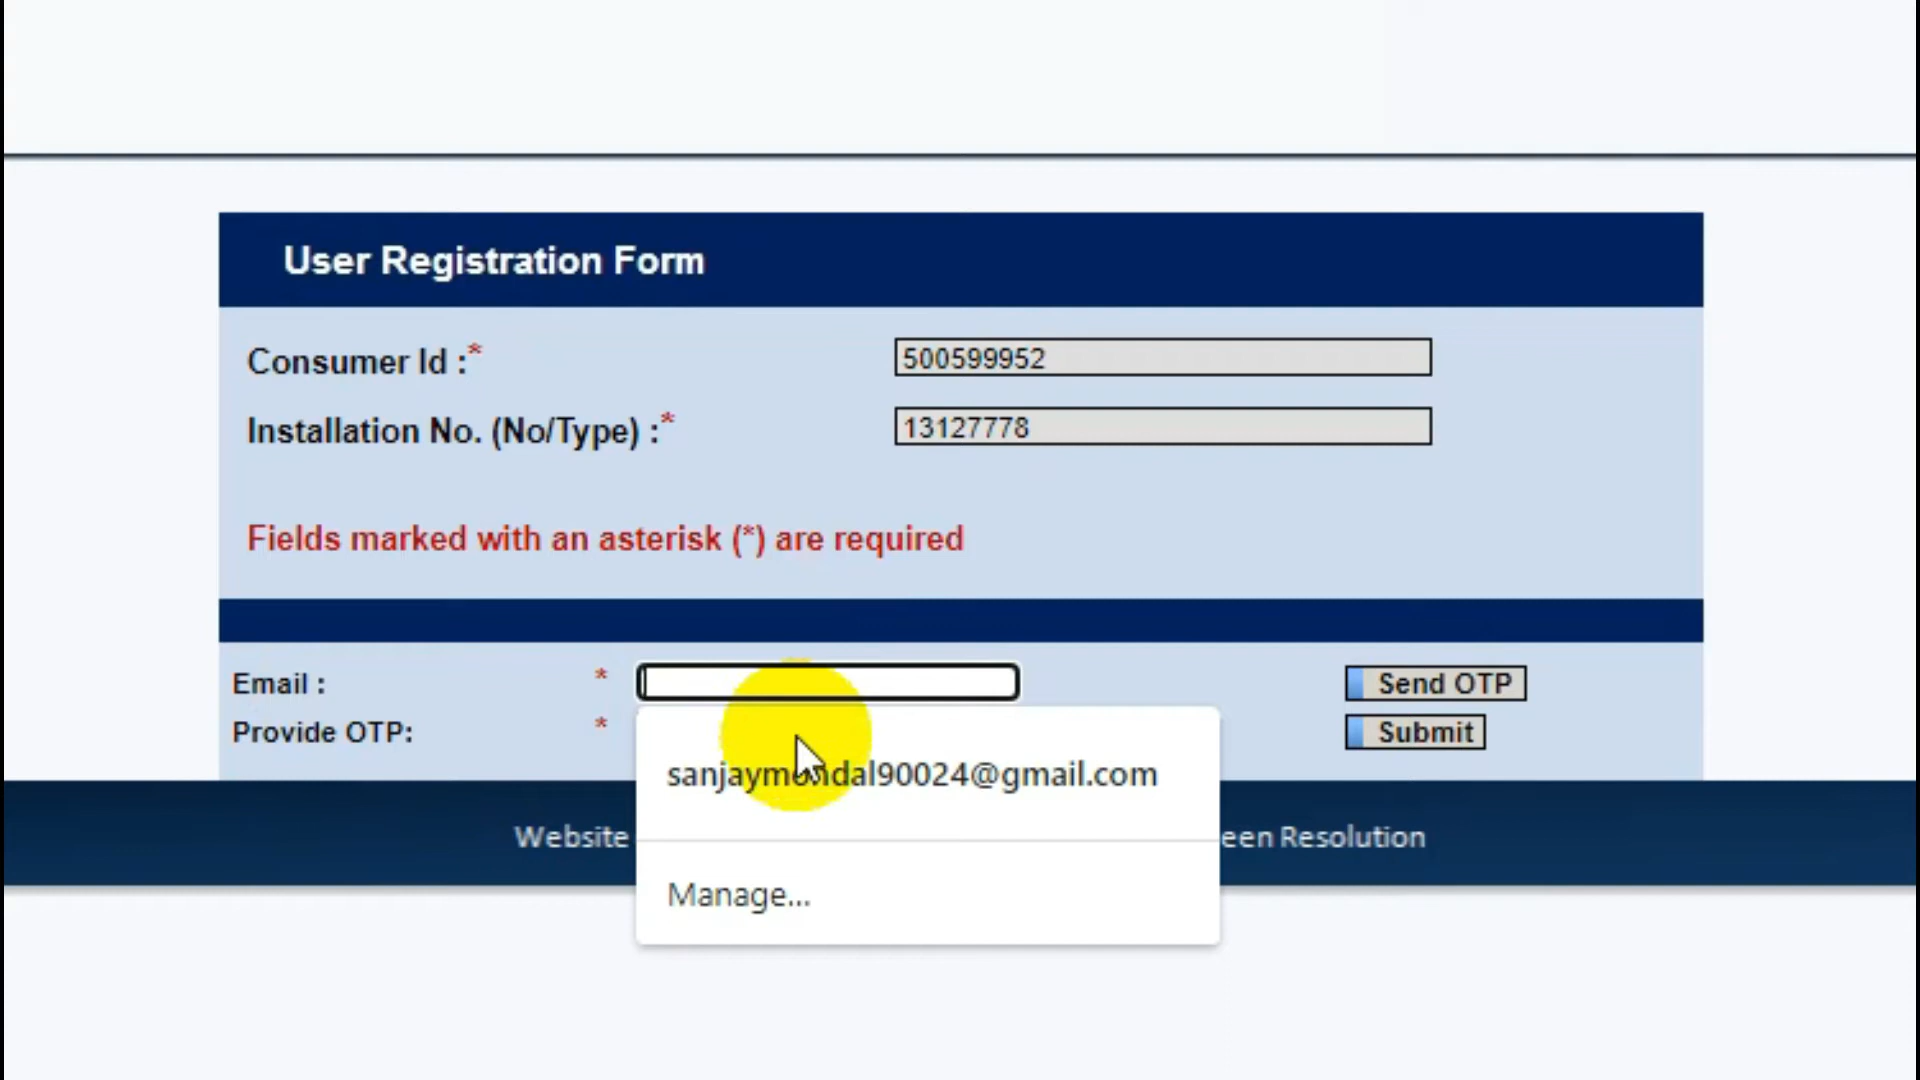 User Registration Form
Consumer Id :* 500599952
Installation No. (No/Type) :* 13127778
Fields marked with an asterisk (*) are required
Email : * Send OTP
Provide OTP: * Submit
sanjaymondal90024@gmail.com
Website een Resolution
Manage...